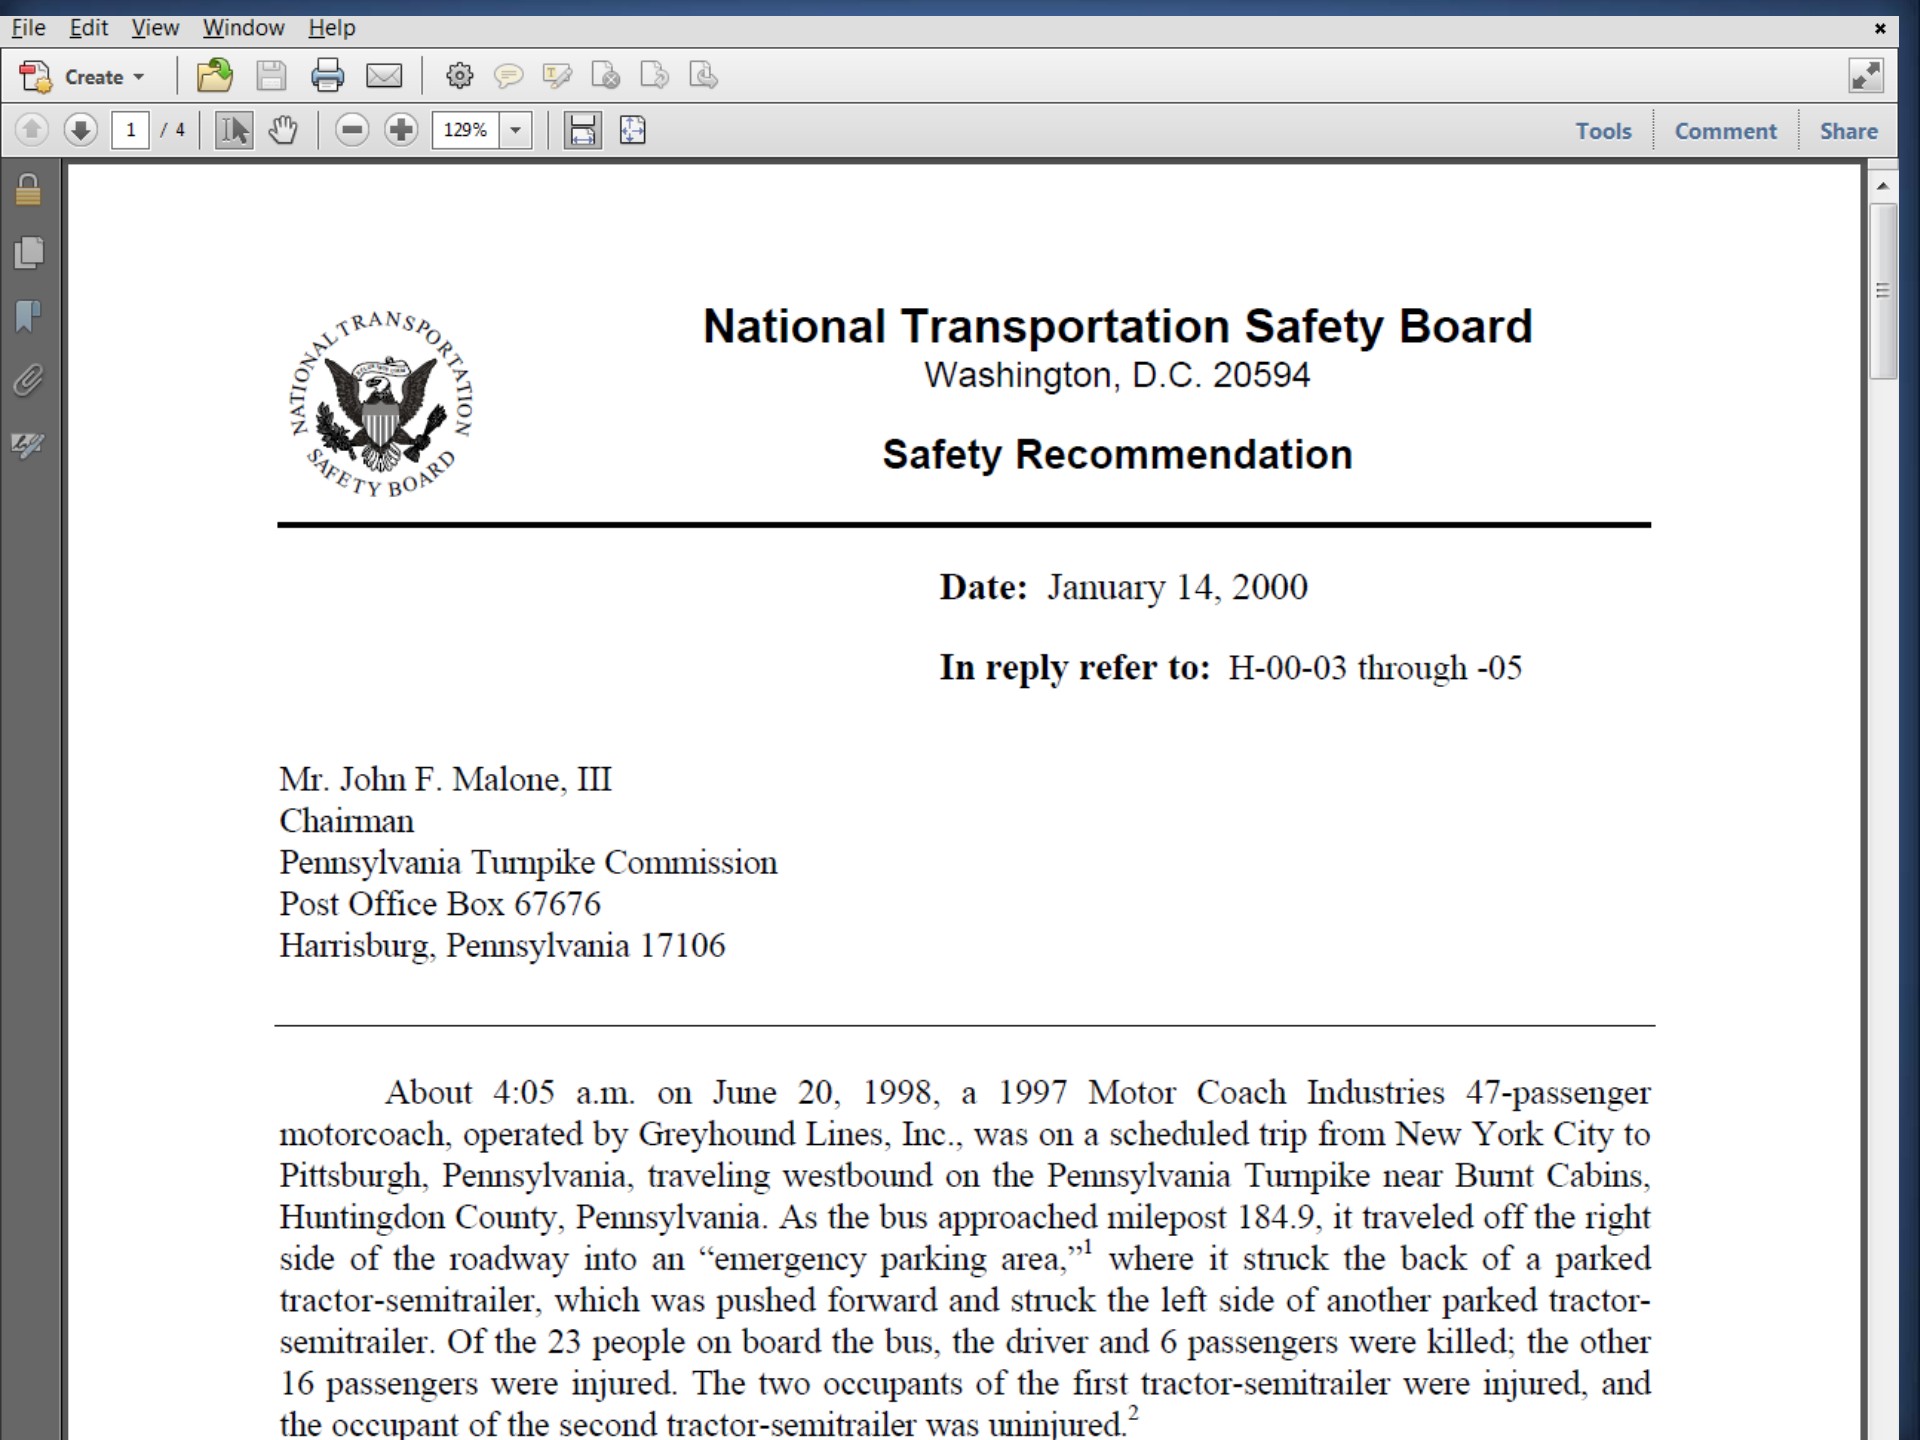 File Edit View Window Help
Create
1 / 4 129% Tools Comment Share
NATIONAL TRANSPORTATION
SAFETY BOARD
National Transportation Safety Board
Washington, D.C. 20594
Safety Recommendation
Date: January 14, 2000
In reply refer to: H-00-03 through -05
Mr. John F. Malone, III
Chairman
Pennsylvania Turnpike Commission
Post Office Box 67676
Harrisburg, Pennsylvania 17106
About 4:05 a.m. on June 20, 1998, a 1997 Motor Coach Industries 47-passenger
motorcoach, operated by Greyhound Lines, Inc., was on a scheduled trip from New York City to
Pittsburgh, Pennsylvania, traveling westbound on the Pennsylvania Turnpike near Burnt Cabins,
Huntingdon County, Pennsylvania. As the bus approached milepost 184.9, it traveled off the right
side of the roadway into an “emergency parking area,”1 where it struck the back of a parked
tractor-semitrailer, which was pushed forward and struck the left side of another parked tractor-
semitrailer. Of the 23 people on board the bus, the driver and 6 passengers were killed; the other
16 passengers were injured. The two occupants of the first tractor-semitrailer were injured, and
the occupant of the second tractor-semitrailer was uninjured.2